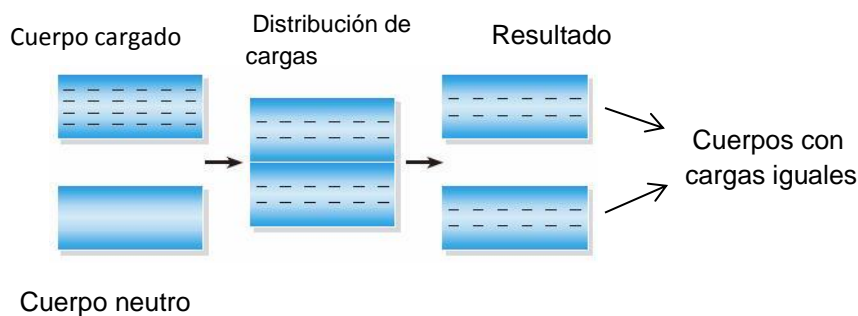 Cuerpo cargado
Distribución de
cargas
Resultado
Cuerpos con
cargas iguales
Cuerpo neutro